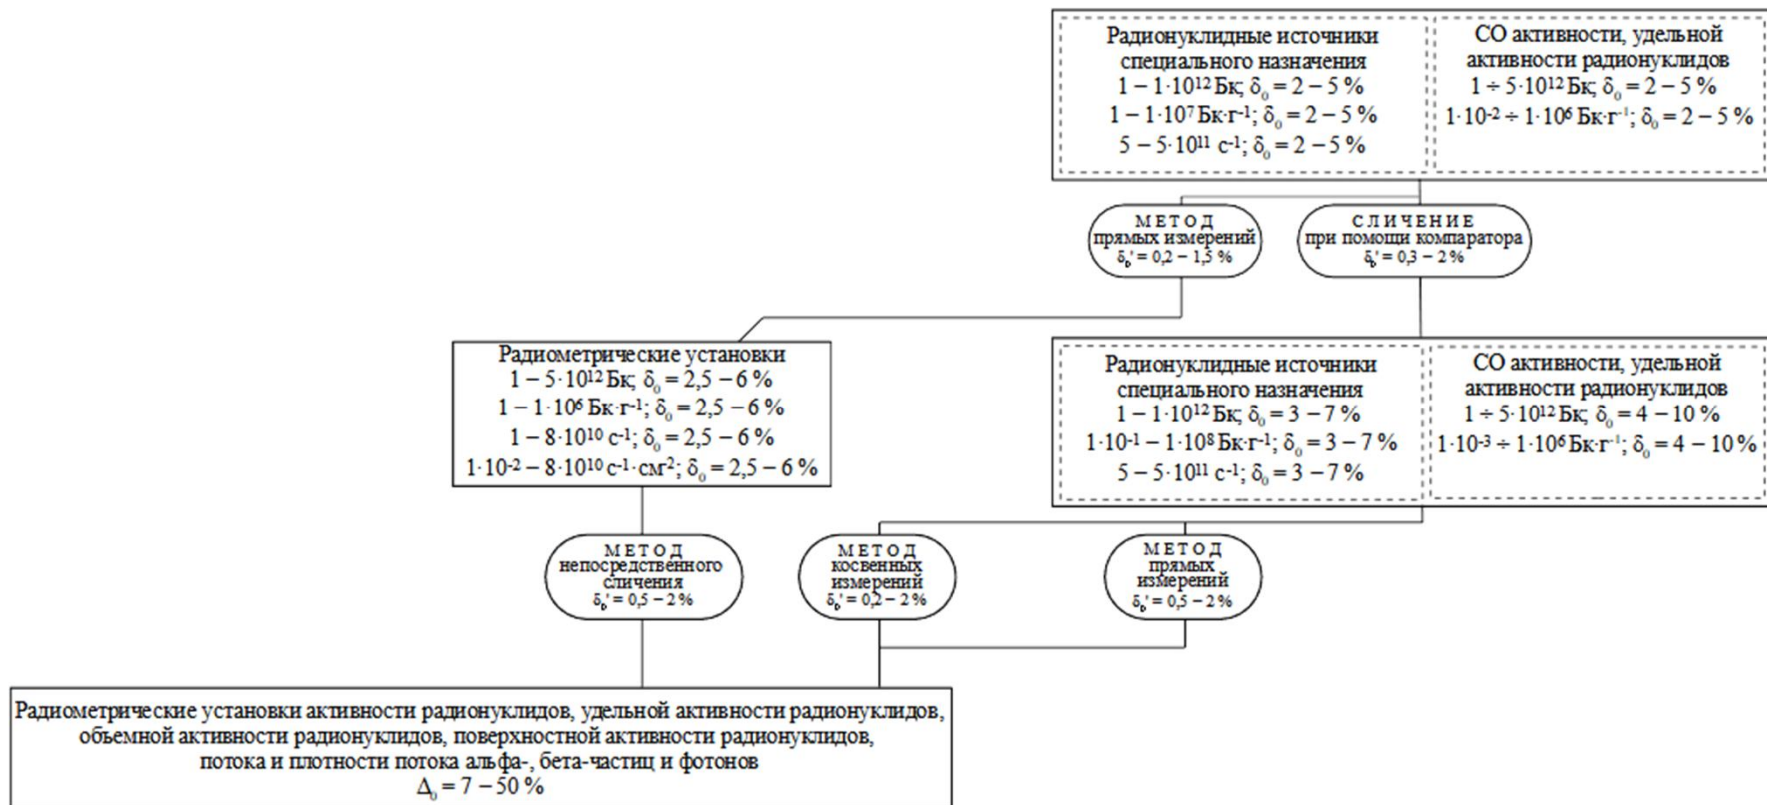 Радионуклидные источники
специального назначения
1 – 1·10¹² Бк; δ₀ = 2 – 5 %
1 – 1·10⁷ Бк·г⁻¹; δ₀ = 2 – 5 %
5 – 5·10¹¹ с⁻¹; δ₀ = 2 – 5 %
СО активности, удельной
активности радионуклидов
1 ÷ 5·10¹² Бк; δ₀ = 2 – 5 %
1·10⁻² ÷ 1·10⁶ Бк·г⁻¹; δ₀ = 2 – 5 %
МЕТОД
прямых измерений
δ₀' = 0,2 – 1,5 %
СЛИЧЕНИЕ
при помощи компаратора
δ₀' = 0,3 – 2 %
Радиометрические установки
1 – 5·10¹² Бк; δ₀ = 2,5 – 6 %
1 – 1·10⁶ Бк·г⁻¹; δ₀ = 2,5 – 6 %
1 – 8·10¹⁰ с⁻¹; δ₀ = 2,5 – 6 %
1·10⁻² – 8·10¹⁰ с⁻¹·см²; δ₀ = 2,5 – 6 %
Радионуклидные источники
специального назначения
1 – 1·10¹² Бк; δ₀ = 3 – 7 %
1·10⁻¹ – 1·10⁸ Бк·г⁻¹; δ₀ = 3 – 7 %
5 – 5·10¹¹ с⁻¹; δ₀ = 3 – 7 %
СО активности, удельной
активности радионуклидов
1 ÷ 5·10¹² Бк; δ₀ = 4 – 10 %
1·10⁻³ ÷ 1·10⁶ Бк·г⁻¹; δ₀ = 4 – 10 %
МЕТОД
непосредственного
сличения
δ₀' = 0,5 – 2 %
МЕТОД
косвенных
измерений
δ₀' = 0,2 – 2 %
МЕТОД
прямых
измерений
δ₀' = 0,5 – 2 %
Радиометрические установки активности радионуклидов, удельной активности радионуклидов,
объемной активности радионуклидов, поверхностной активности радионуклидов,
потока и плотности потока альфа-, бета-частиц и фотонов
Δ₀ = 7 – 50 %